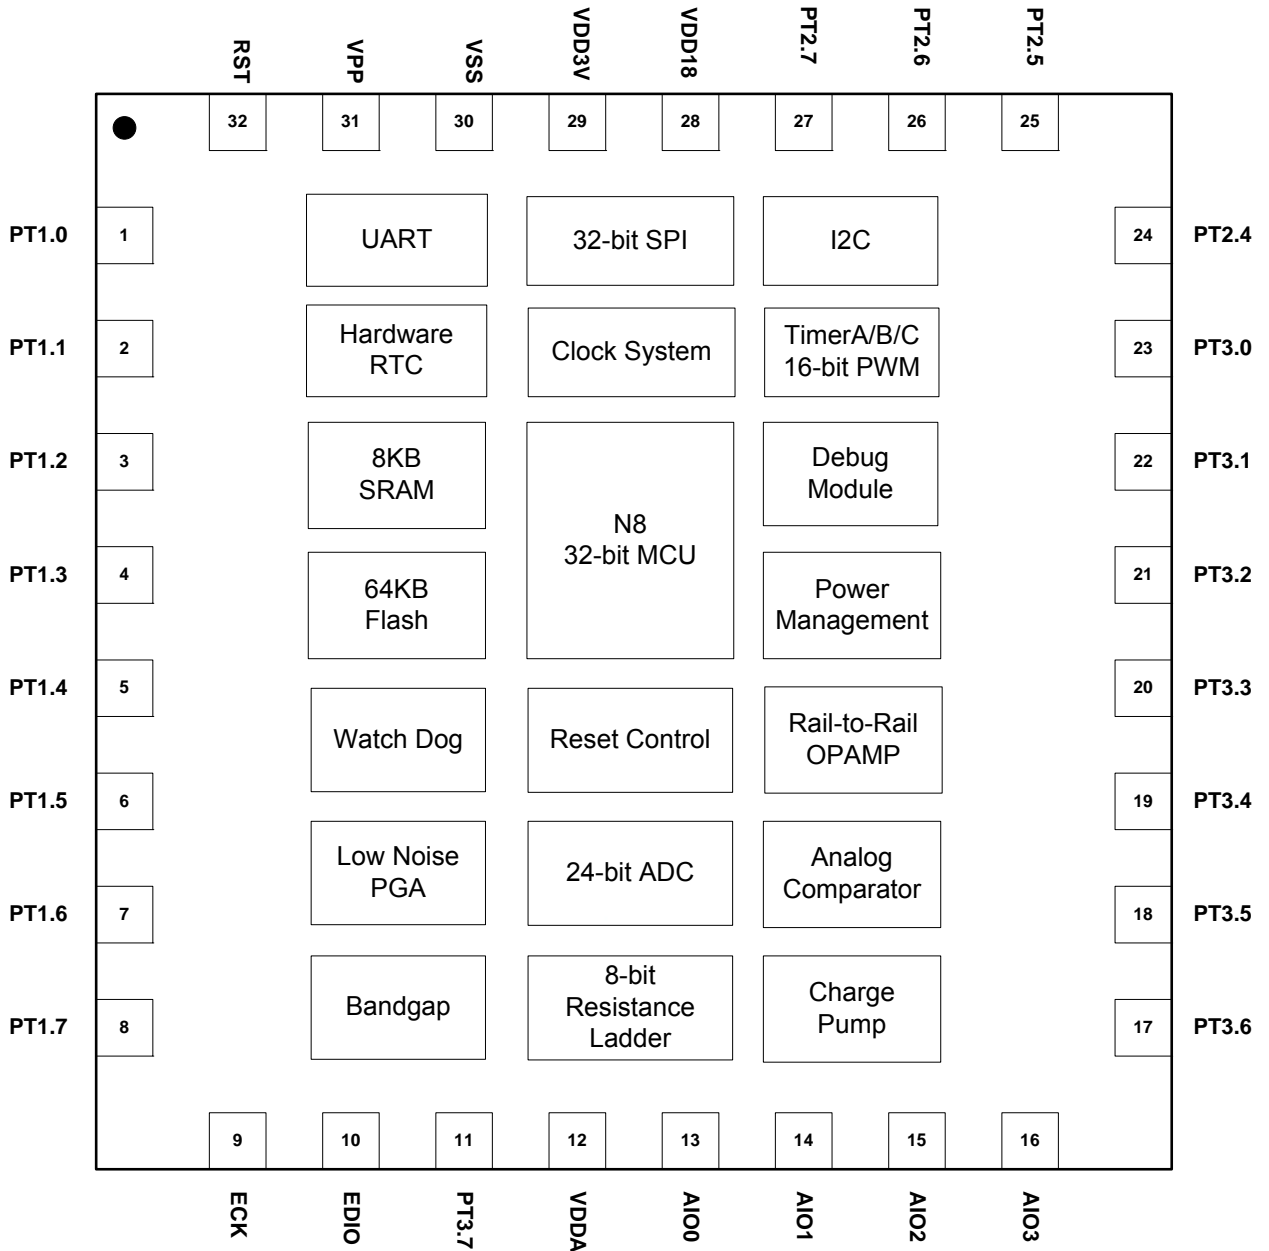 RST VPP VSS VDD3V VDD18 PT2.7 PT2.6 PT2.5
32 31 30 29 28 27 26 25
PT1.0 1 UART 32-bit SPI I2C 24 PT2.4
PT1.1 2 Hardware RTC Clock System TimerA/B/C 16-bit PWM 23 PT3.0
PT1.2 3 8KB SRAM N8 32-bit MCU Debug Module 22 PT3.1
PT1.3 4 64KB Flash Power Management 21 PT3.2
PT1.4 5 Watch Dog Reset Control Rail-to-Rail OPAMP 20 PT3.3
PT1.5 6 19 PT3.4
Low Noise PGA 24-bit ADC Analog Comparator
PT1.6 7 18 PT3.5
PT1.7 8 Bandgap 8-bit Resistance Ladder Charge Pump 17 PT3.6
9 10 11 12 13 14 15 16
ECK EDIO PT3.7 VDDA AIO0 AIO1 AIO2 AIO3